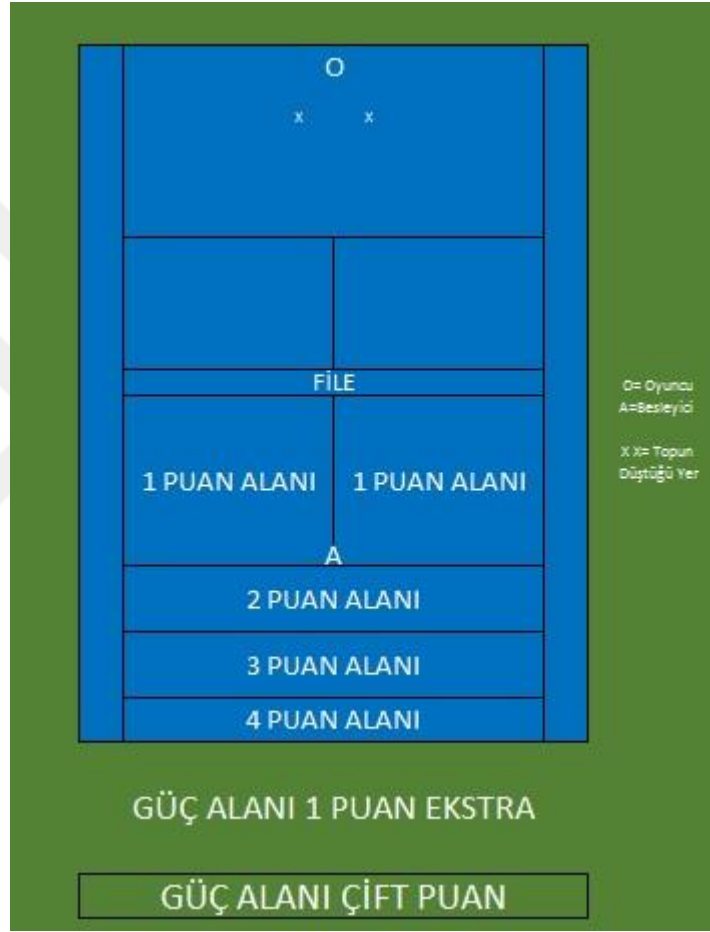 O
x x
FİLE
O= Oyuncu
A=Besleyici
X X= Topun
Düştüğü Yer
1 PUAN ALANI 1 PUAN ALANI
A
2 PUAN ALANI
3 PUAN ALANI
4 PUAN ALANI
GÜÇ ALANI 1 PUAN EKSTRA
GÜÇ ALANI ÇİFT PUAN